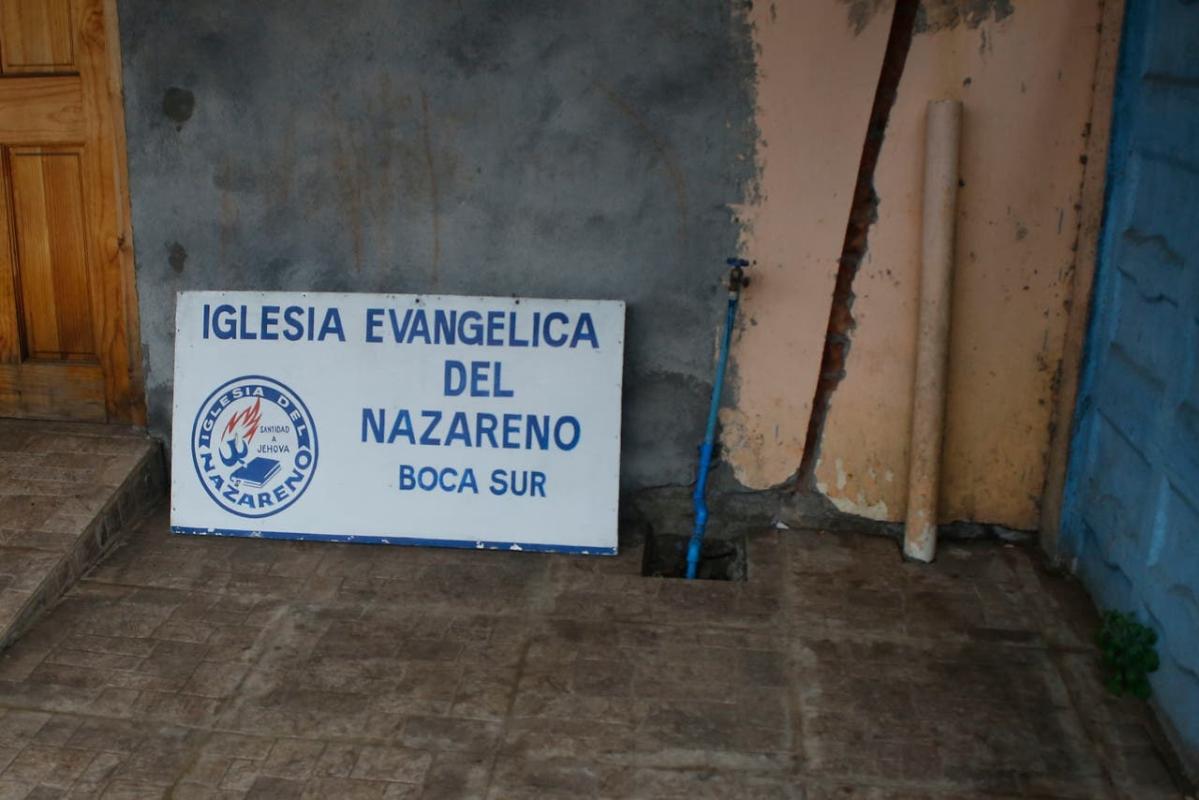 IGLESIA EVANGELICA
DEL
NAZARENO
BOCA SUR
IGLESIA DEL
NAZARENO
SANTIDAD
A
JEHOVA